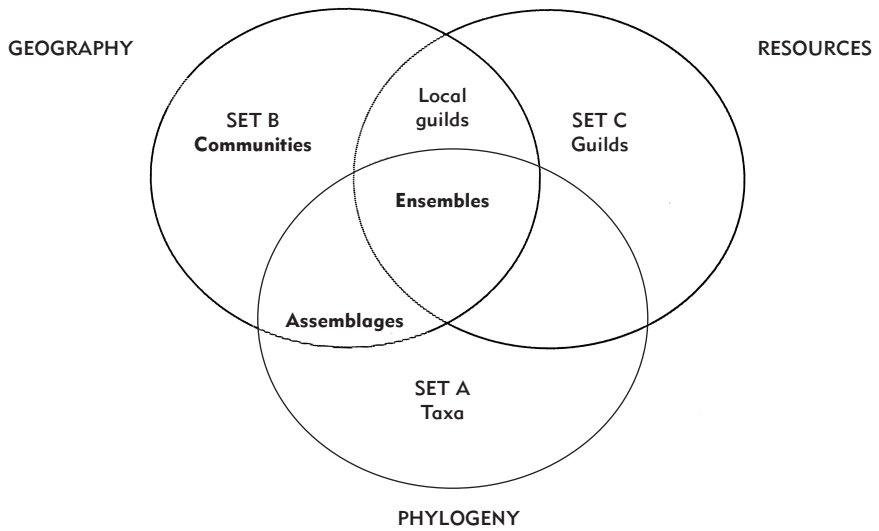 GEOGRAPHY
RESOURCES
Local
guilds
SET B
Communities
SET C
Guilds
Ensembles
Assemblages
SET A
Taxa
PHYLOGENY